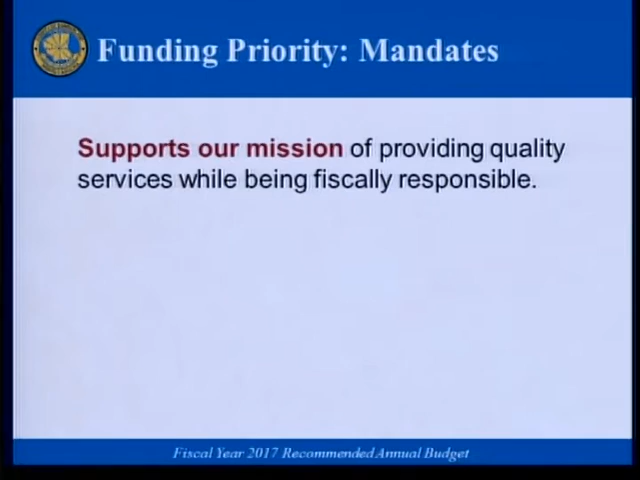 Funding Priority: Mandates
Supports our mission of providing quality
services while being fiscally responsible.
Fiscal Year 2017 Recommended Annual Budget